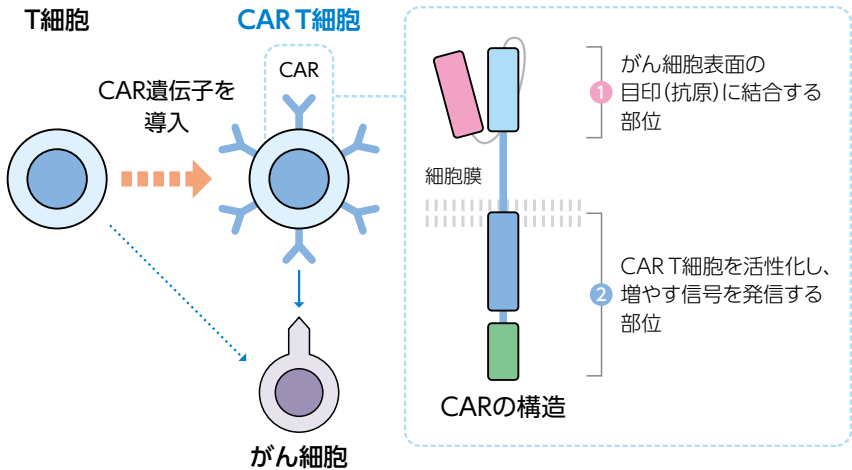 T細胞
CAR T細胞
CAR
CAR遺伝子を
導入
がん細胞
細胞膜
1
がん細胞表面の
目印(抗原)に結合する
部位
2
CAR T細胞を活性化し、
増やす信号を発信する
部位
CARの構造